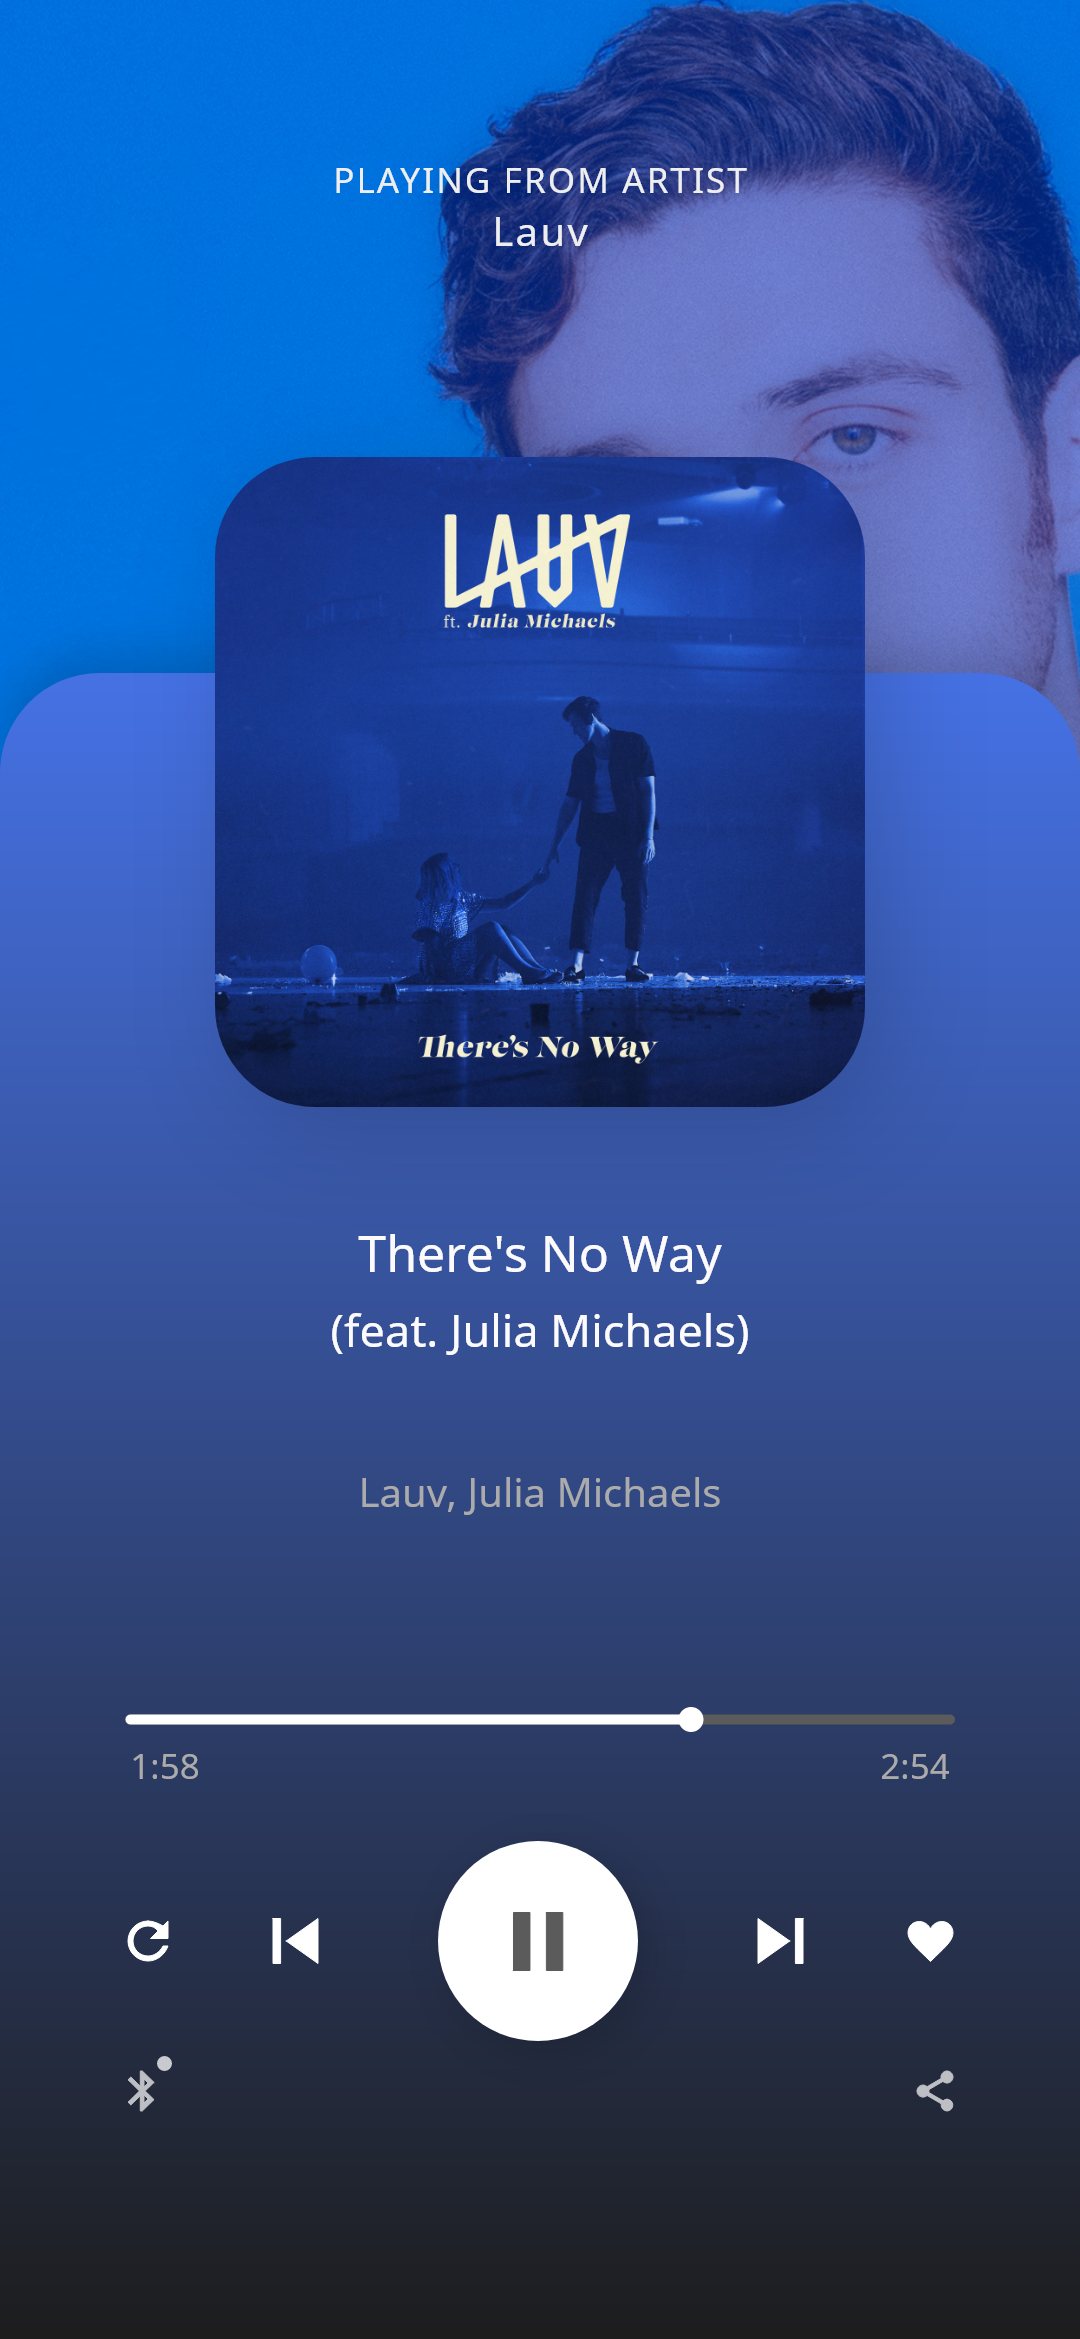 PLAYING FROM ARTIST
Lauv
LAUV
ft. Julia Michaels
There's No Way
There's No Way
(feat. Julia Michaels)
Lauv, Julia Michaels
1:58
2:54